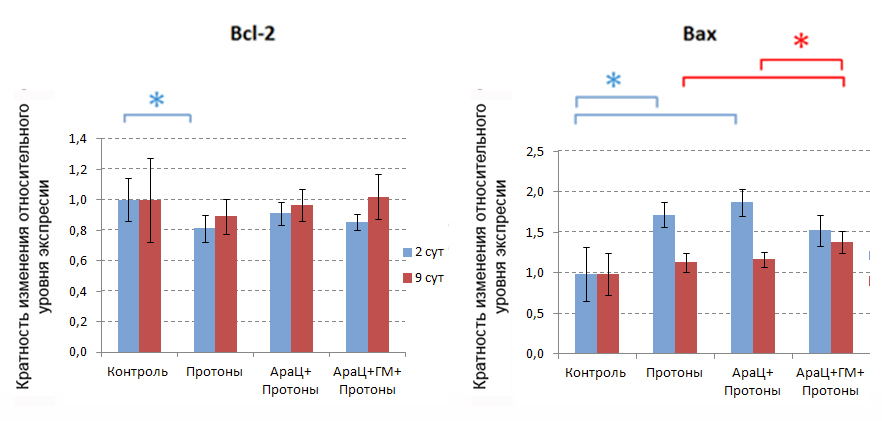 Bcl-2
*
Кратность изменения относительного
уровня экспресии
1,4
1,2
1,0
0,8
0,6
0,4
0,2
0,0
Контроль
Протоны
АраЦ+
Протоны
АраЦ+ГМ+
Протоны
2 сут
9 сут
Bax
*
*
Кратность изменения относительного
уровня экспресии
2,5
2,0
1,5
1,0
0,5
0,0
Контроль
Протоны
АраЦ+
Протоны
АраЦ+ГМ+
Протоны